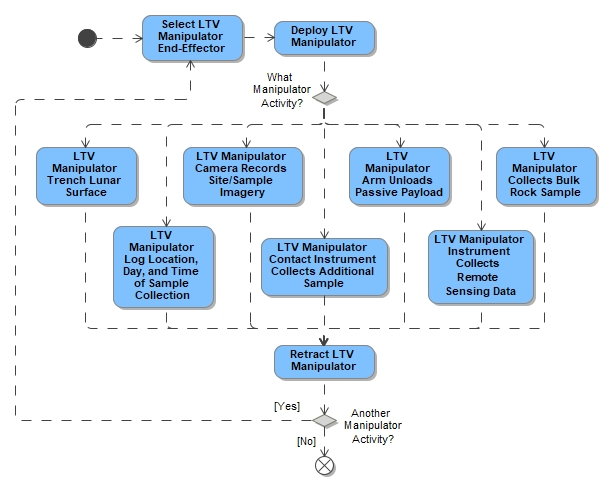 Select LTV
Manipulator
End-Effector
Deploy LTV
Manipulator
What
Manipulator
Activity?
LTV
Manipulator
Trench Lunar
Surface
LTV Manipulator
Camera Records
Site/Sample
Imagery
LTV
Manipulator
Arm Unloads
Passive Payload
LTV
Manipulator
Collects Bulk
Rock Sample
LTV
Manipulator
Log Location,
Day, and Time
of Sample
Collection
LTV Manipulator
Contact Instrument
Collects Additional
Sample
LTV Manipulator
Instrument
Collects
Remote
Sensing Data
Retract LTV
Manipulator
[Yes]
Another
Manipulator
Activity?
[No]